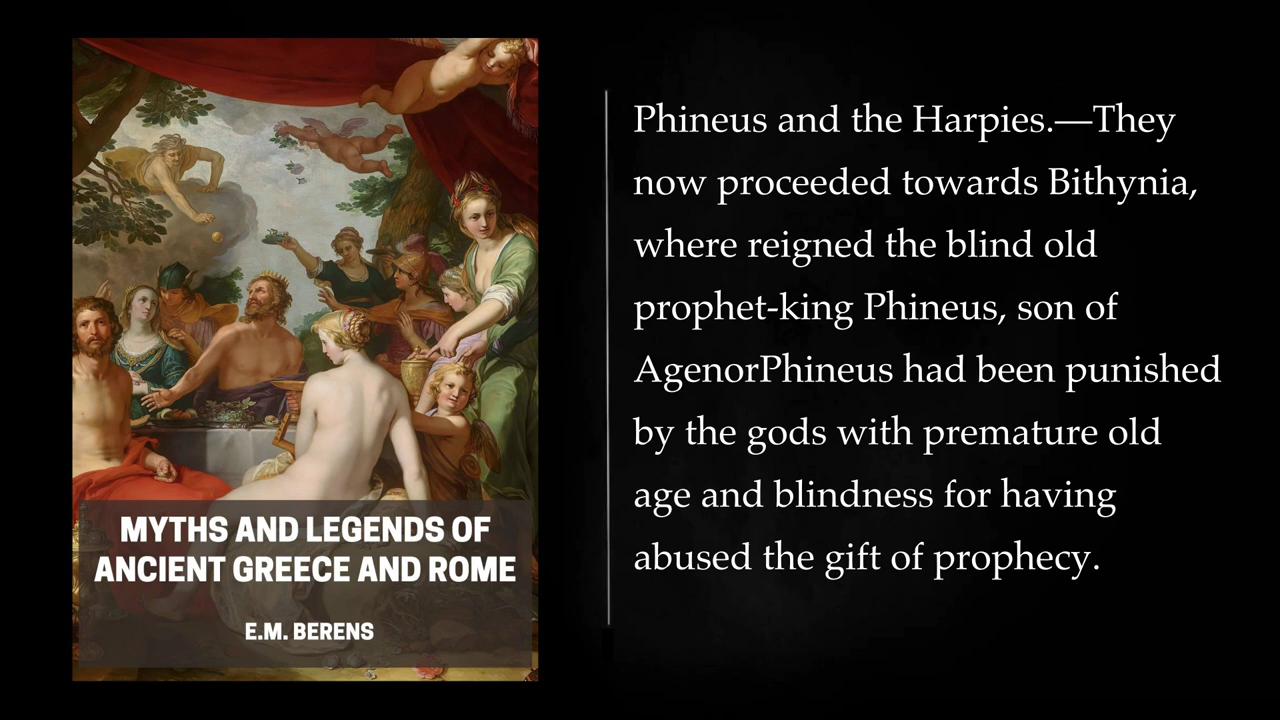 MYTHS AND LEGENDS OF
ANCIENT GREECE AND ROME
E.M. BERENS
Phineus and the Harpies.—They
now proceeded towards Bithynia,
where reigned the blind old
prophet-king Phineus, son of
AgenorPhineus had been punished
by the gods with premature old
age and blindness for having
abused the gift of prophecy.